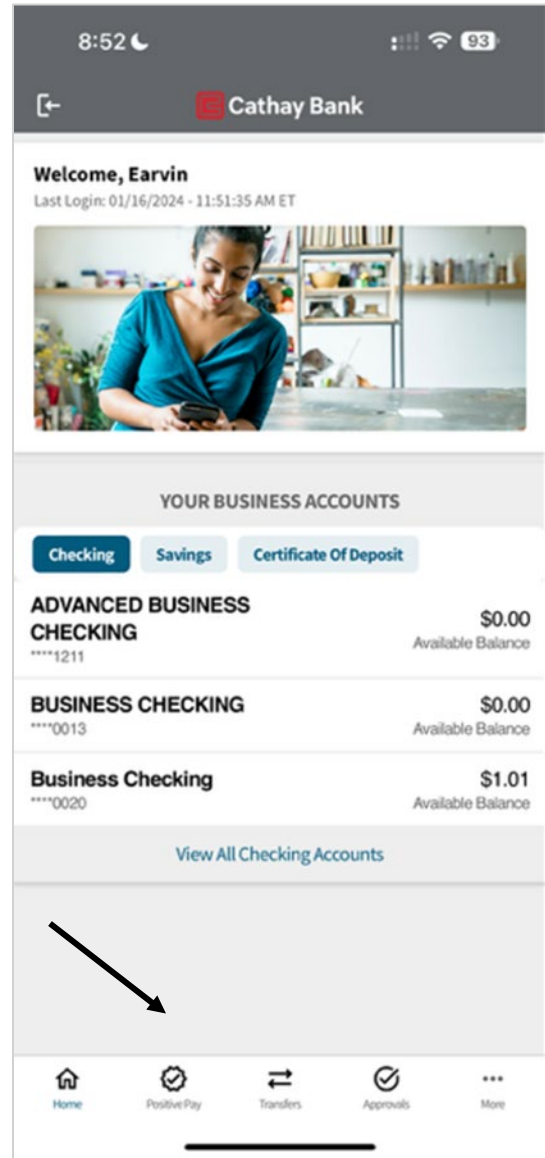 8:52
93
Cathay Bank
Welcome, Earvin
Last Login: 01/16/2024 - 11:51:35 AM ET
YOUR BUSINESS ACCOUNTS
Checking Savings Certificate Of Deposit
ADVANCED BUSINESS
CHECKING
$0.00
****1211
Available Balance
BUSINESS CHECKING
$0.00
****0013
Available Balance
Business Checking
$1.01
****0020
Available Balance
View All Checking Accounts
Home Positive Pay Transfers Approvals More